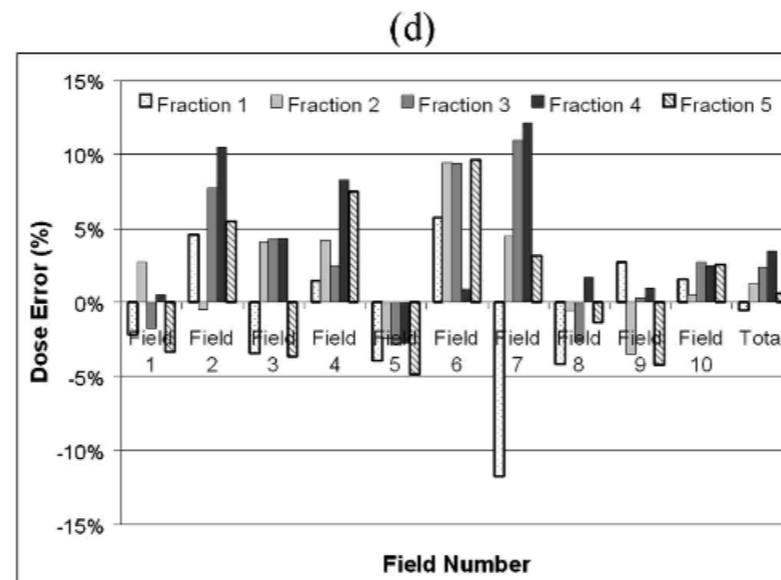 (d)
15%
Fraction 1 Fraction 2 Fraction 3 Fraction 4 Fraction 5
10%
5%
0%
-5%
-10%
-15%
Dose Error (%)
Field 1
Field 2
Field 3
Field 4
Field 5
Field 6
Field 7
Field 8
Field 9
Field 10
Tota
Field Number